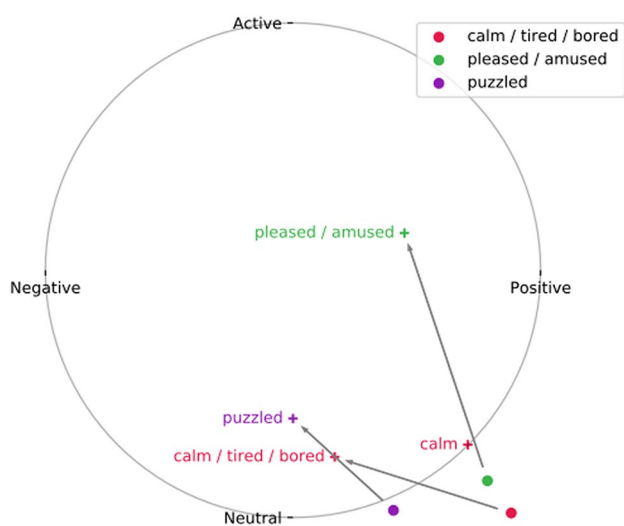 Active
calm / tired / bored
pleased / amused
puzzled
pleased / amused
Negative
Positive
puzzled
calm
calm / tired / bored
Neutral